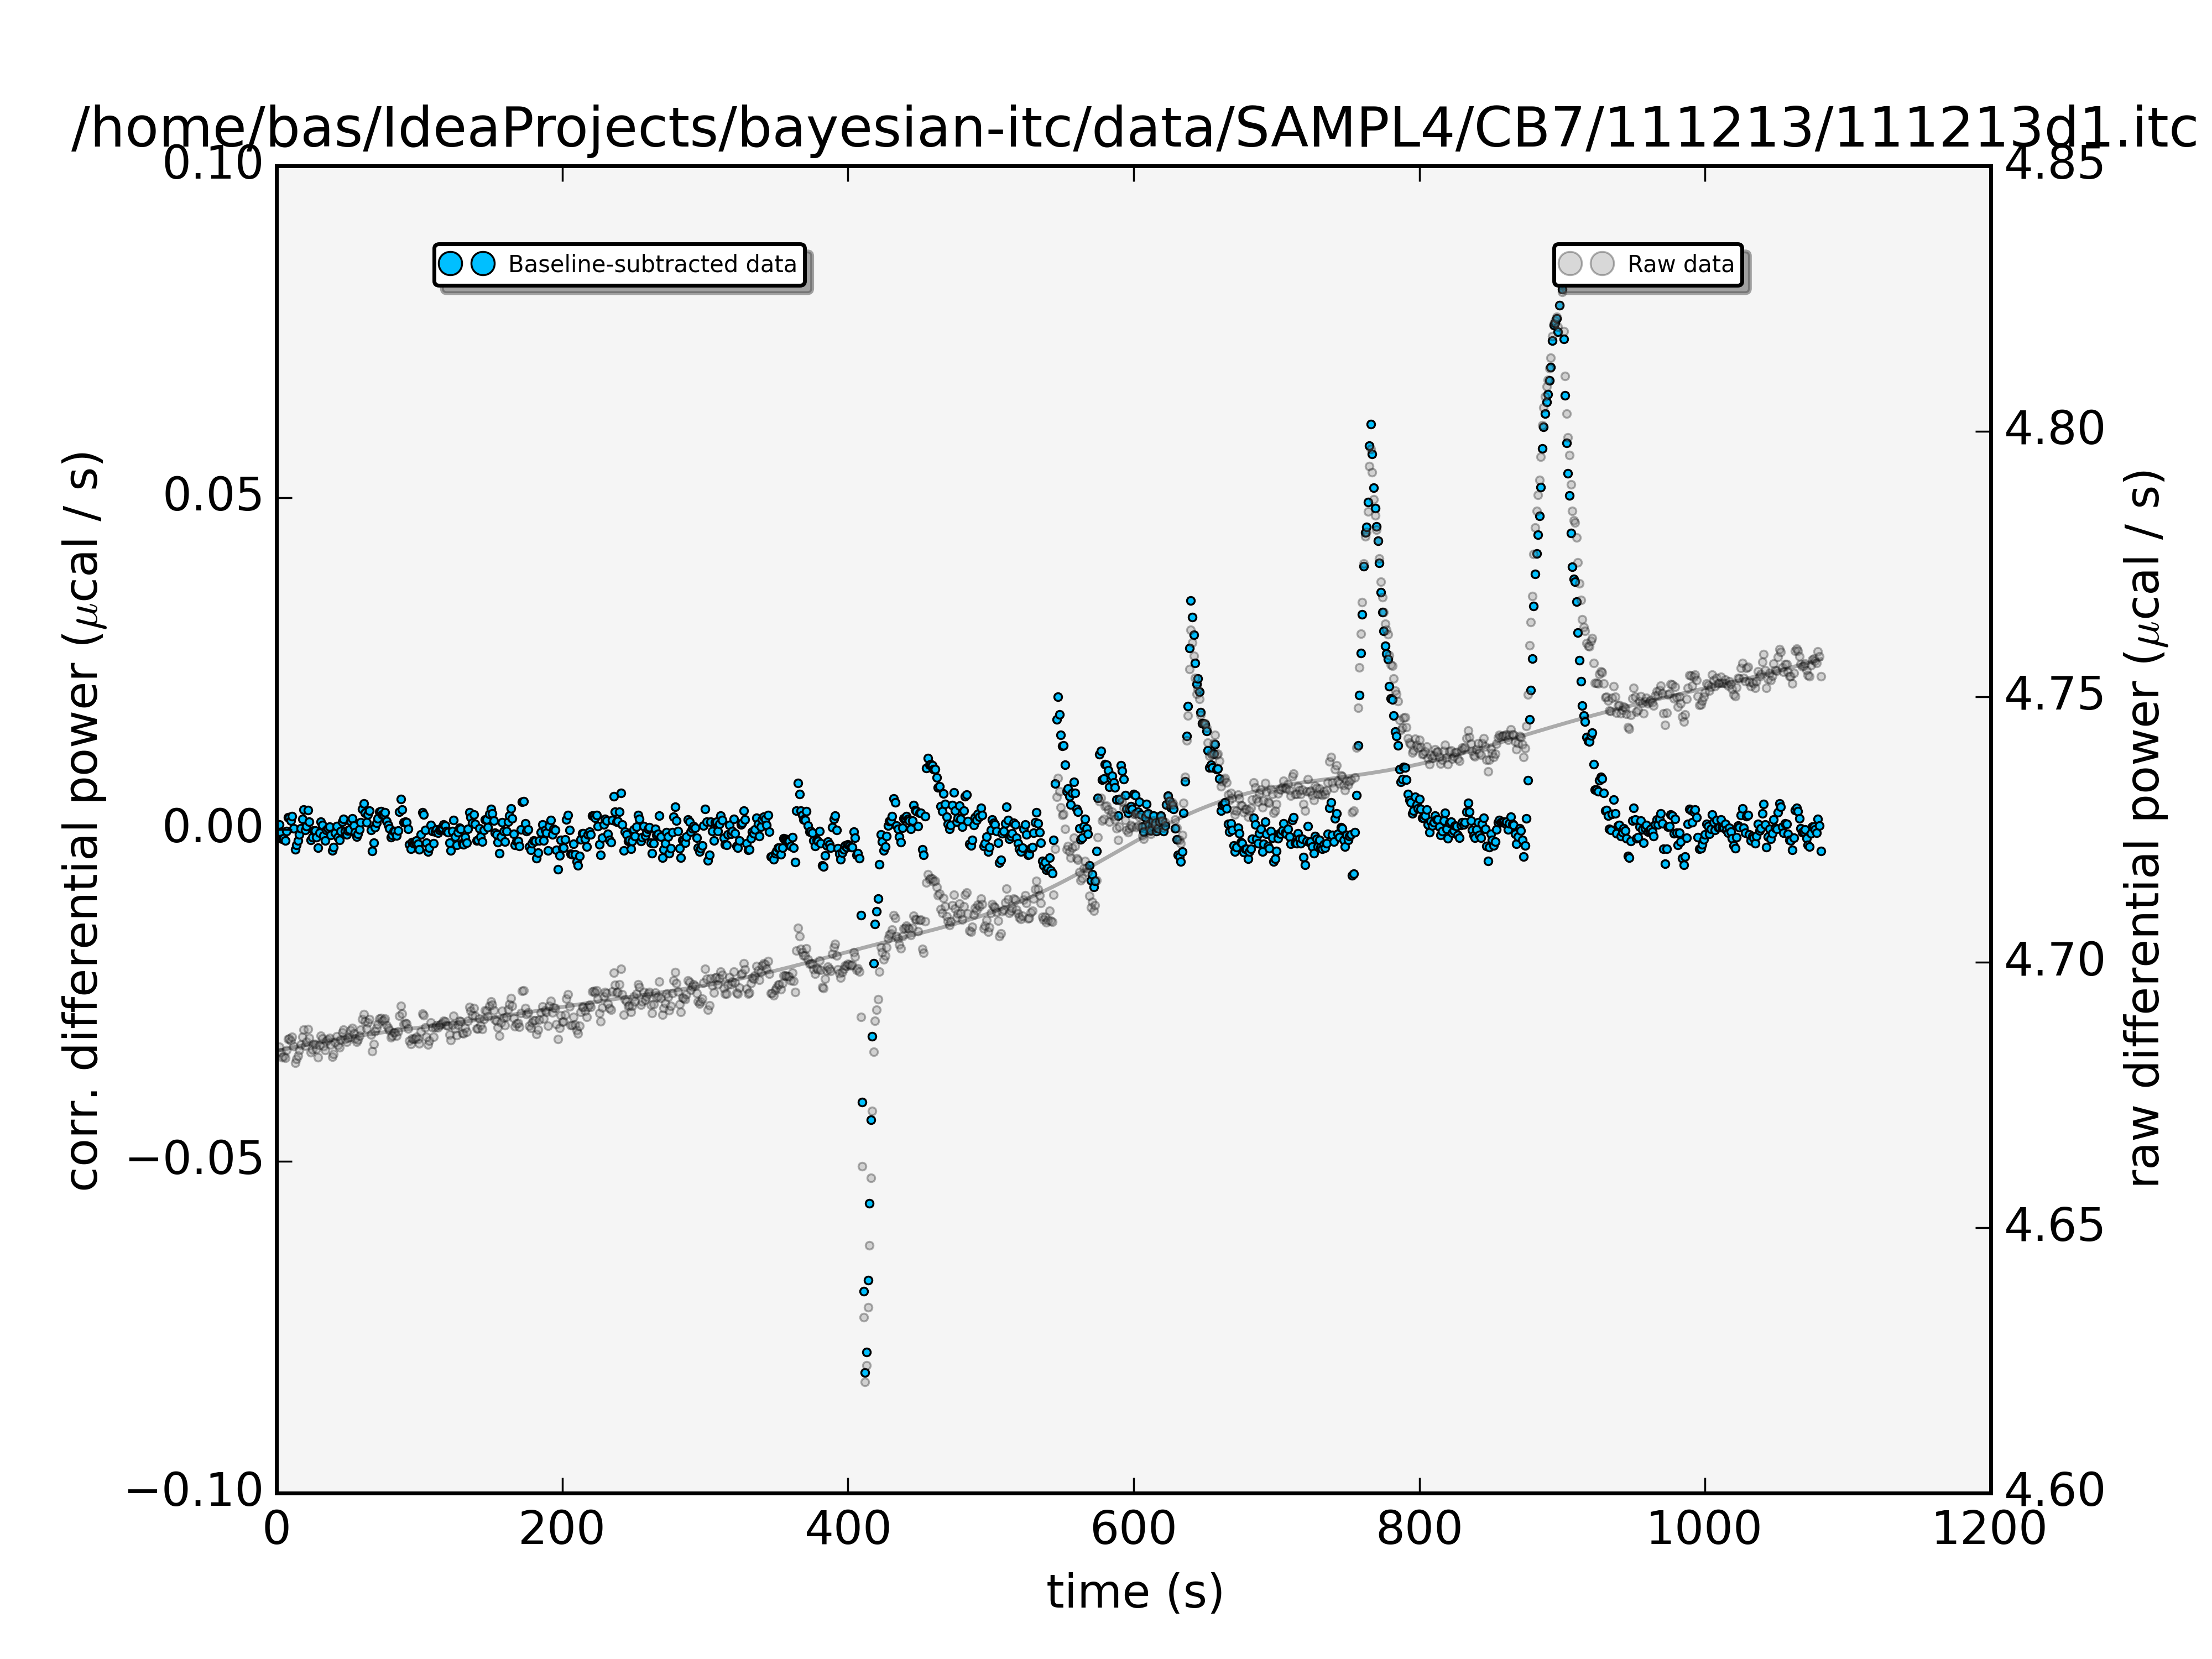 /home/bas/IdeaProjects/bayesian-itc/data/SAMPL4/CB7/111213/111213d1.itc
0.10
4.85
Baseline-subtracted data
Raw data
0.05
4.80
0.00
4.75
4.70
−0.05
4.65
−0.10
4.60
corr. differential power (μcal / s)
raw differential power (μcal / s)
0 200 400 600 800 1000 1200
time (s)